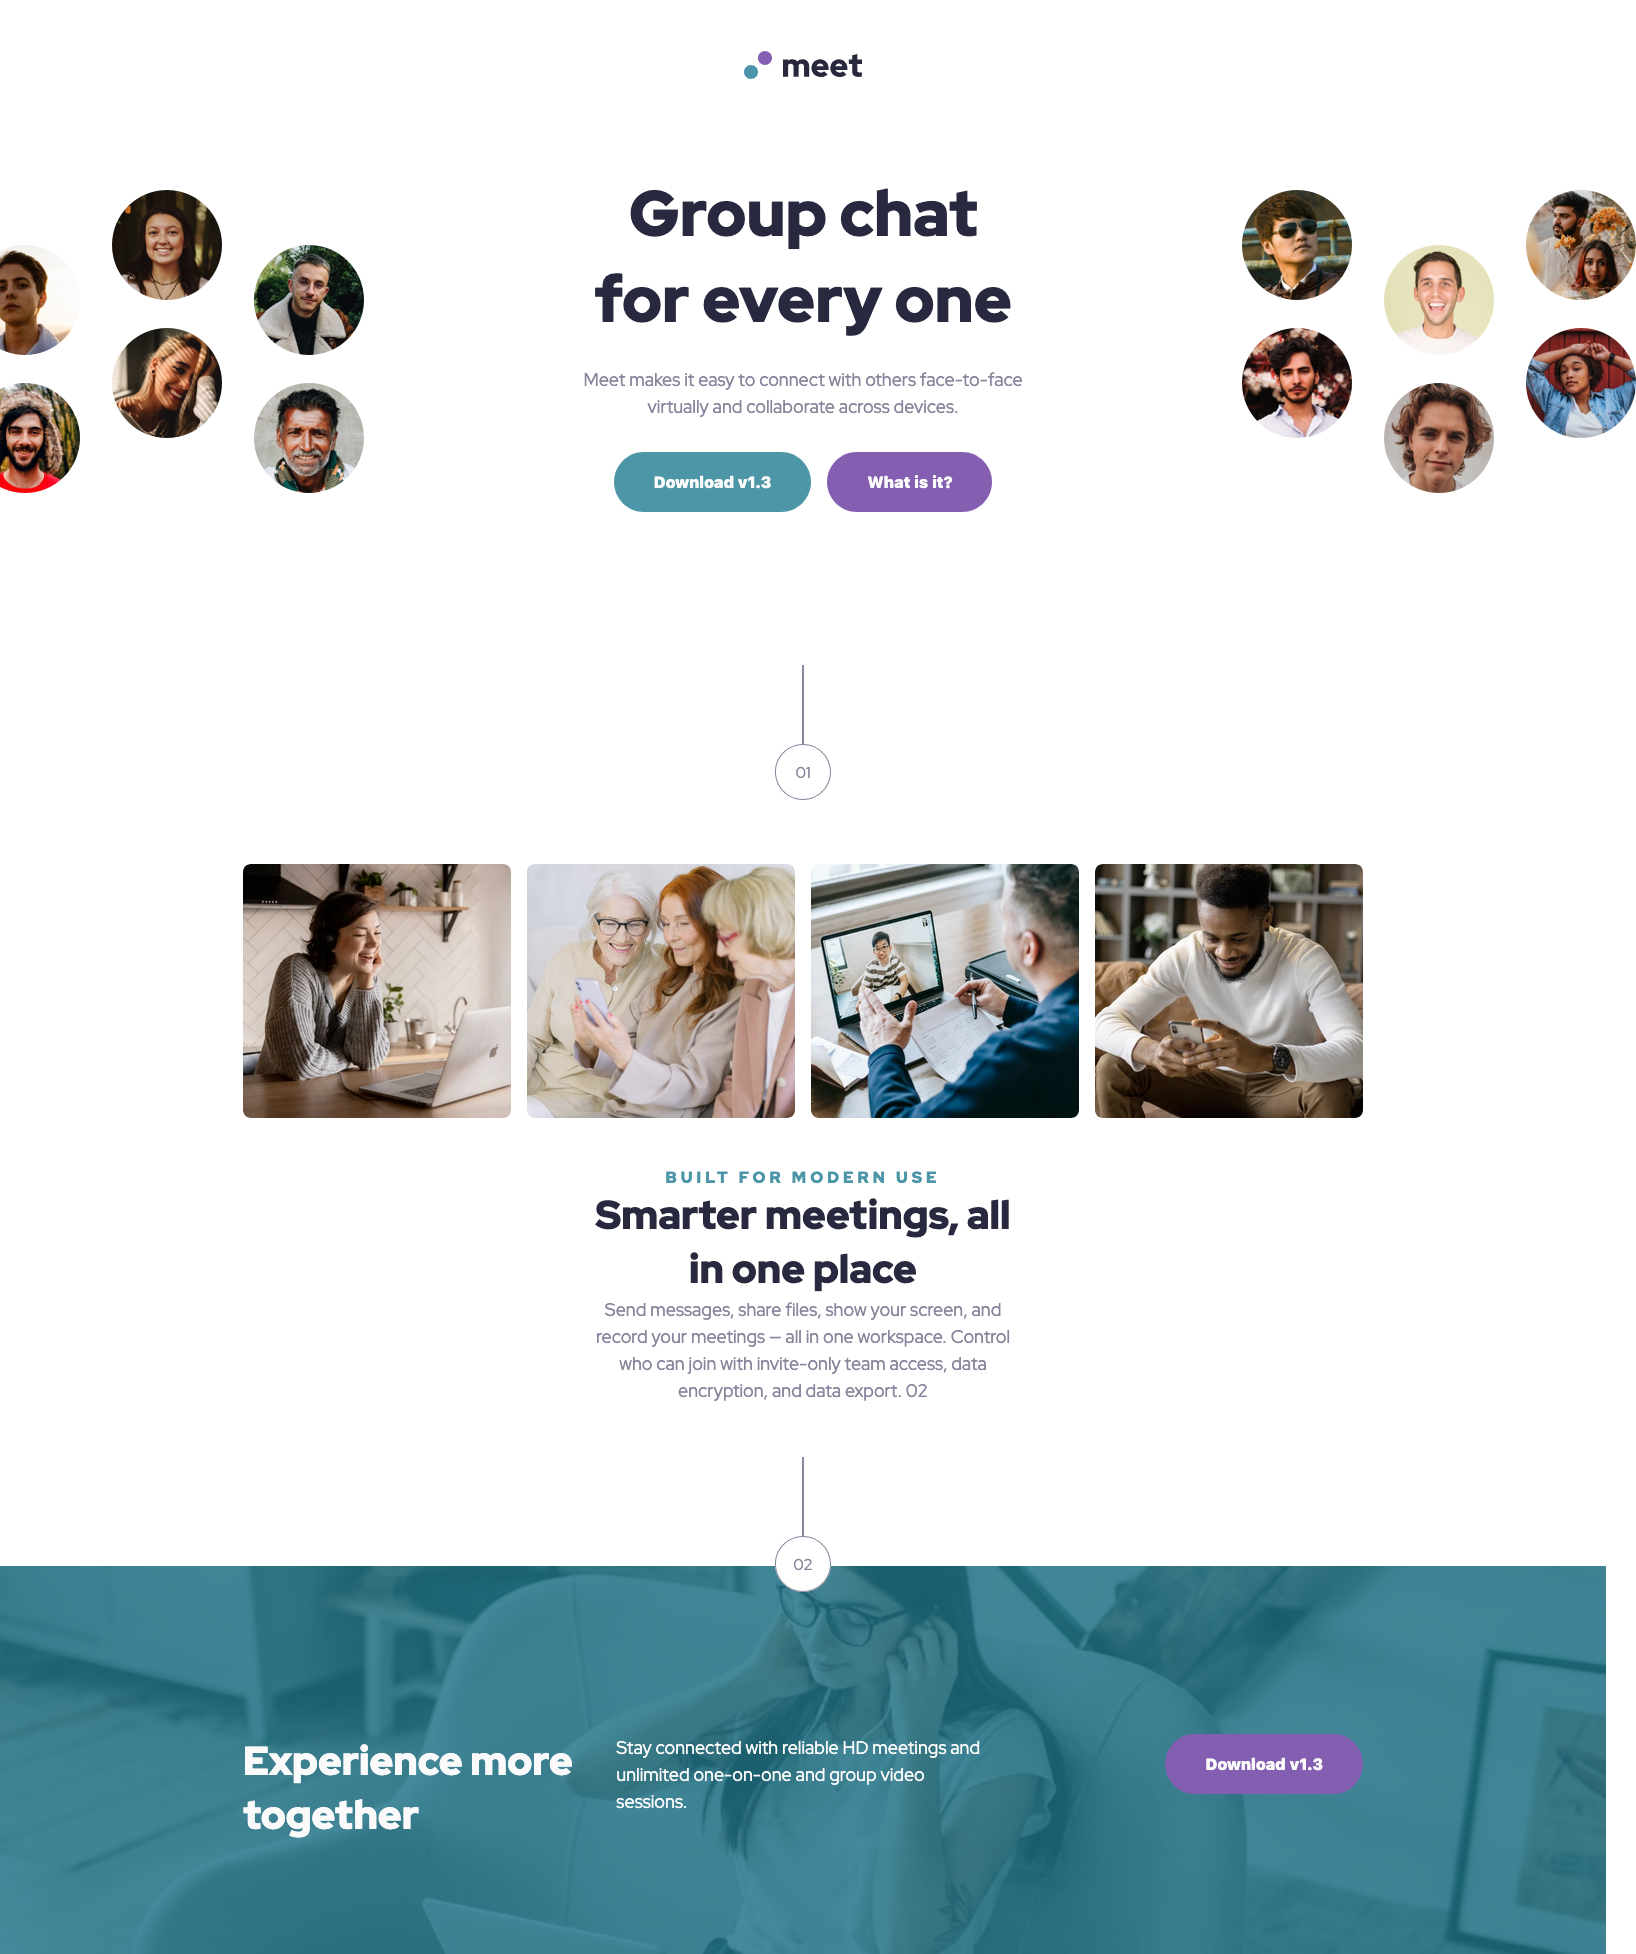 meet
Group chat
for every one
Meet makes it easy to connect with others face-to-face
virtually and collaborate across devices.
Download v1.3
What is it?
01
BUILT FOR MODERN USE
Smarter meetings, all
in one place
Send messages, share files, show your screen, and
record your meetings — all in one workspace. Control
who can join with invite-only team access, data
encryption, and data export. 02
02
Experience more
together
Stay connected with reliable HD meetings and
unlimited one-on-one and group video
sessions.
Download v1.3